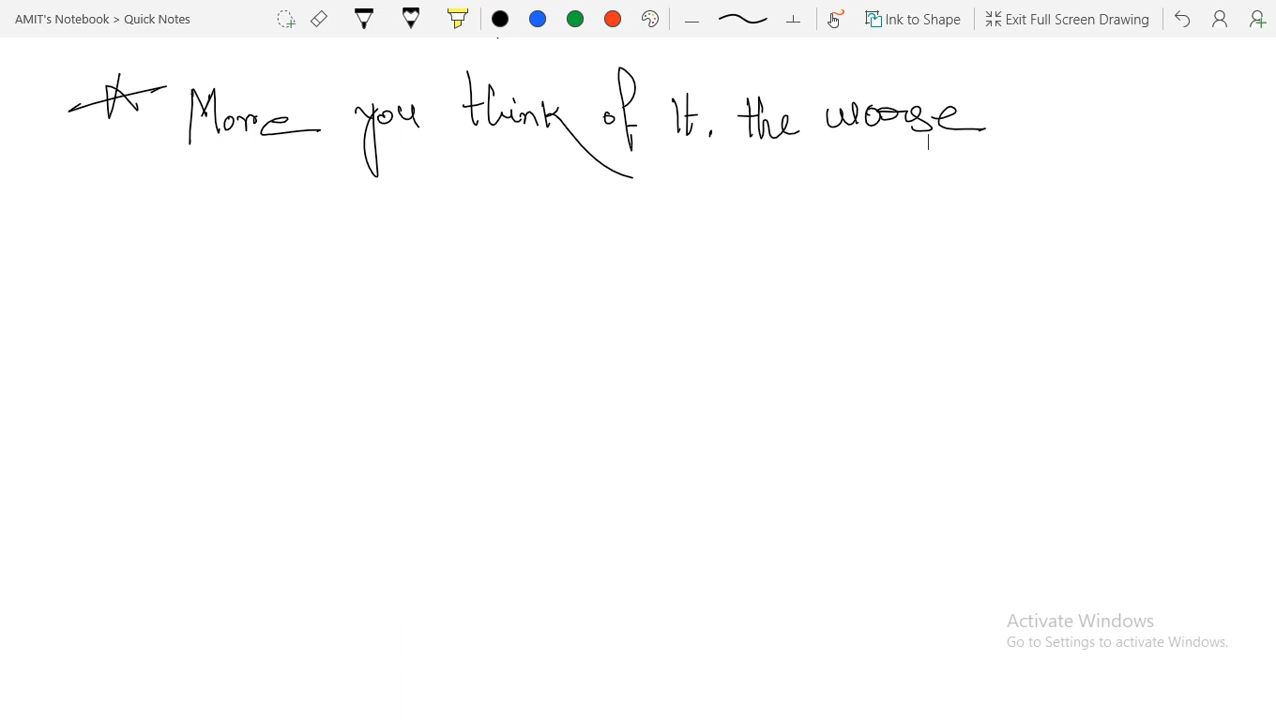 AMIT's Notebook > Quick Notes Ink to Shape Exit Full Screen Drawing
More you think of It, the woorse
Activate Windows
Go to Settings to activate Windows.